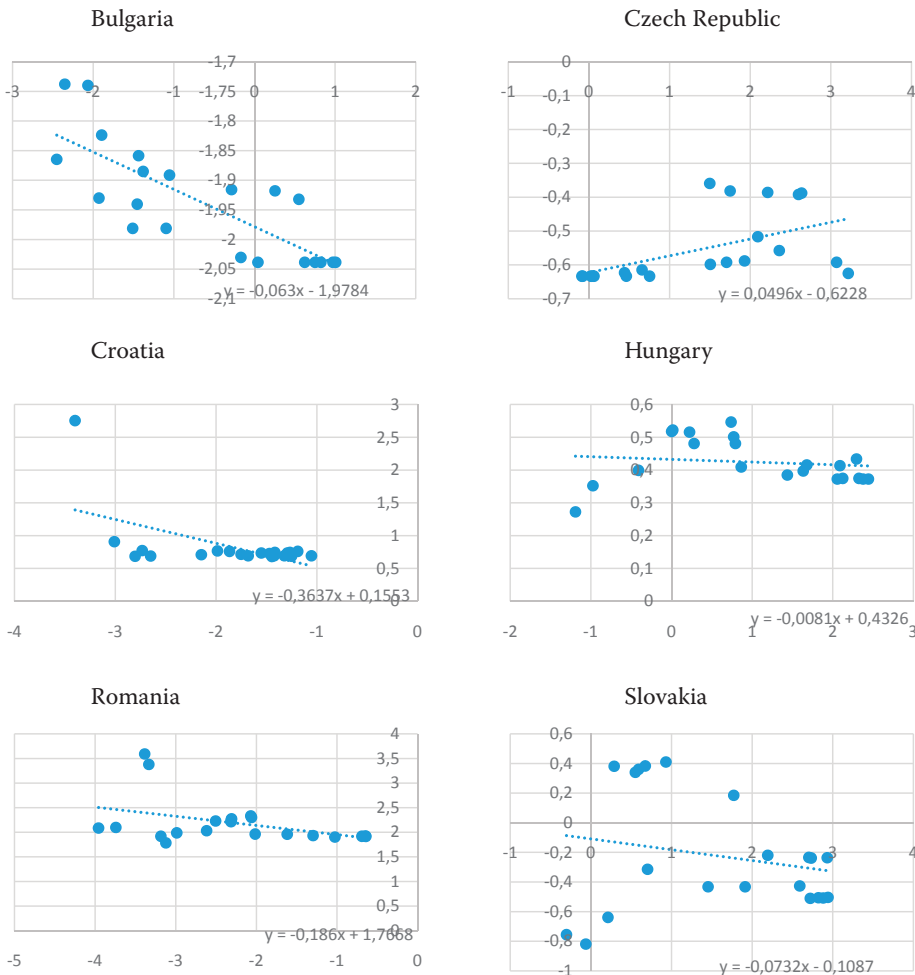 Bulgaria
-1,7
-3 -2 -1 0 1 2
-1,75
-1,8
-1,85
-1,9
-1,95
-2
-2,05
y = -0,063x - 1,9784
-2,1
Czech Republic
0
-1 0 1 2 3 4
-0,1
-0,2
-0,3
-0,4
-0,5
-0,6
-0,7
y = 0,0496x - 0,6228
Croatia
3
2,5
2
1,5
1
0,5
0
y = -0,3637x + 0,1553
-4 -3 -2 -1 0
Hungary
0,6
0,5
0,4
0,3
0,2
0,1
0
y = -0,0081x + 0,4326
-2 -1 0 1 2 3
Romania
4
3,5
3
2,5
2
1,5
1
0,5
0
y = -0,186x + 1,7668
-5 -4 -3 -2 -1 0
Slovakia
0,6
0,4
0,2
0
-1 0 1 2 3 4
-0,2
-0,4
-0,6
-0,8
y = -0,0732x - 0,1087
-1